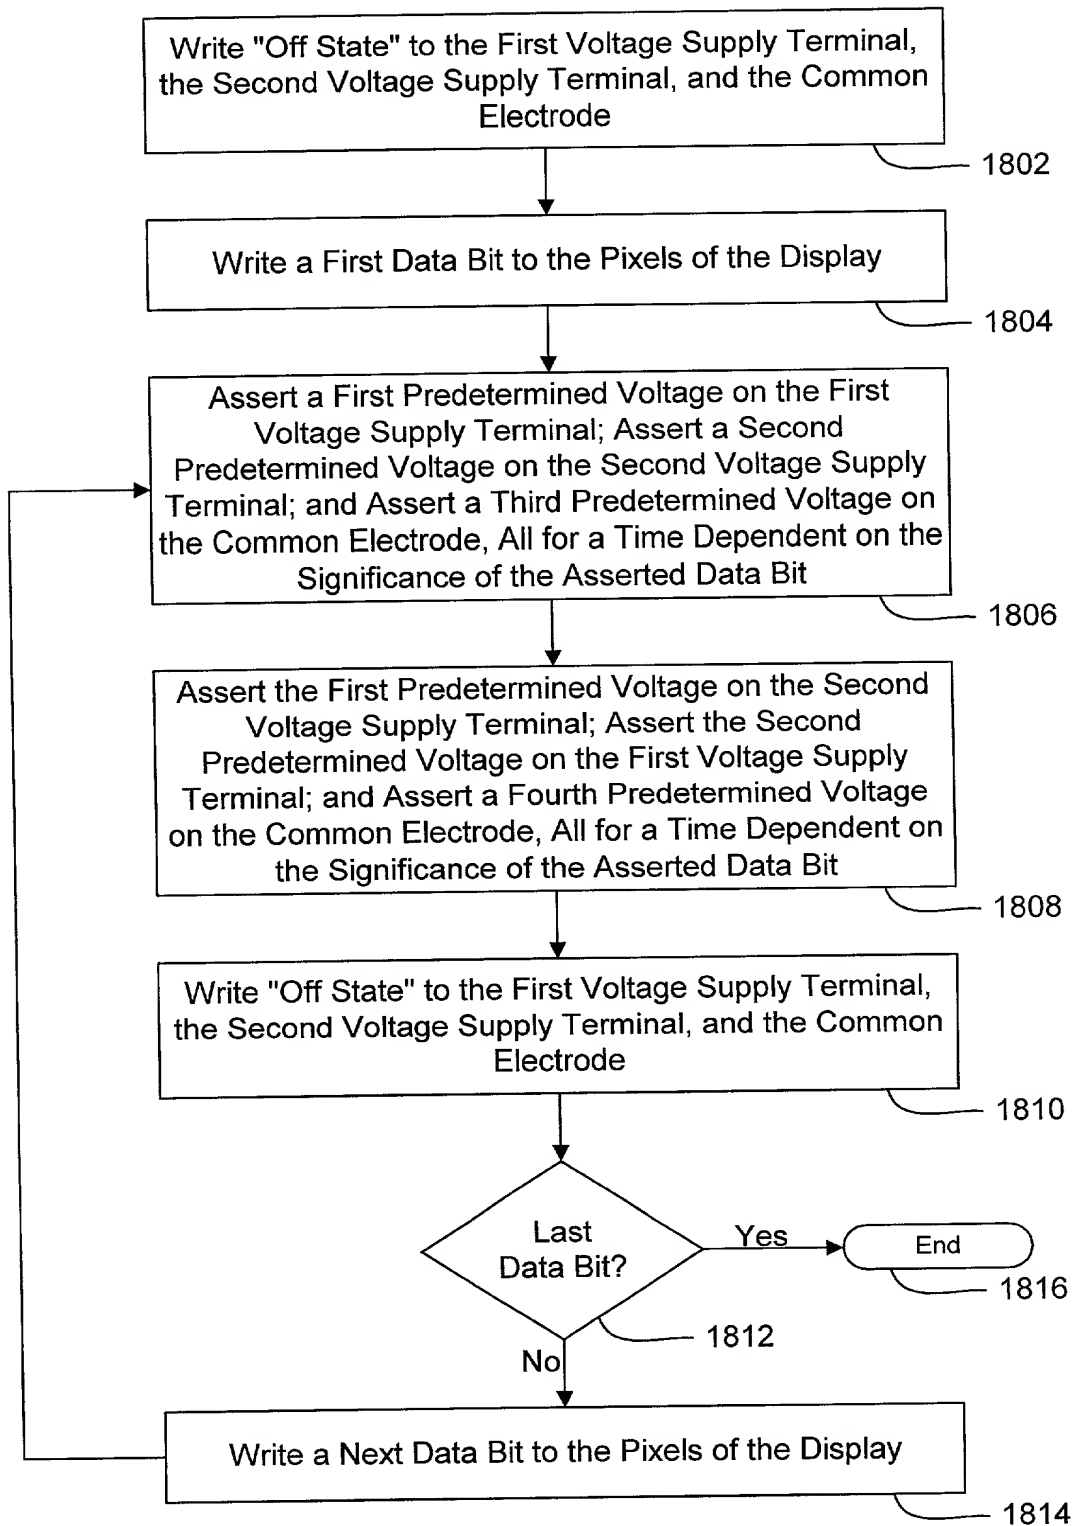 Write "Off State" to the First Voltage Supply Terminal,
the Second Voltage Supply Terminal, and the Common
Electrode
1802
Write a First Data Bit to the Pixels of the Display
1804
Assert a First Predetermined Voltage on the First
Voltage Supply Terminal; Assert a Second
Predetermined Voltage on the Second Voltage Supply
Terminal; and Assert a Third Predetermined Voltage on
the Common Electrode, All for a Time Dependent on the
Significance of the Asserted Data Bit
1806
Assert the First Predetermined Voltage on the Second
Voltage Supply Terminal; Assert the Second
Predetermined Voltage on the First Voltage Supply
Terminal; and Assert a Fourth Predetermined Voltage
on the Common Electrode, All for a Time Dependent on
the Significance of the Asserted Data Bit
1808
Write "Off State" to the First Voltage Supply Terminal,
the Second Voltage Supply Terminal, and the Common
Electrode
1810
Last
Data Bit?
Yes
End
1816
1812
No
Write a Next Data Bit to the Pixels of the Display
1814